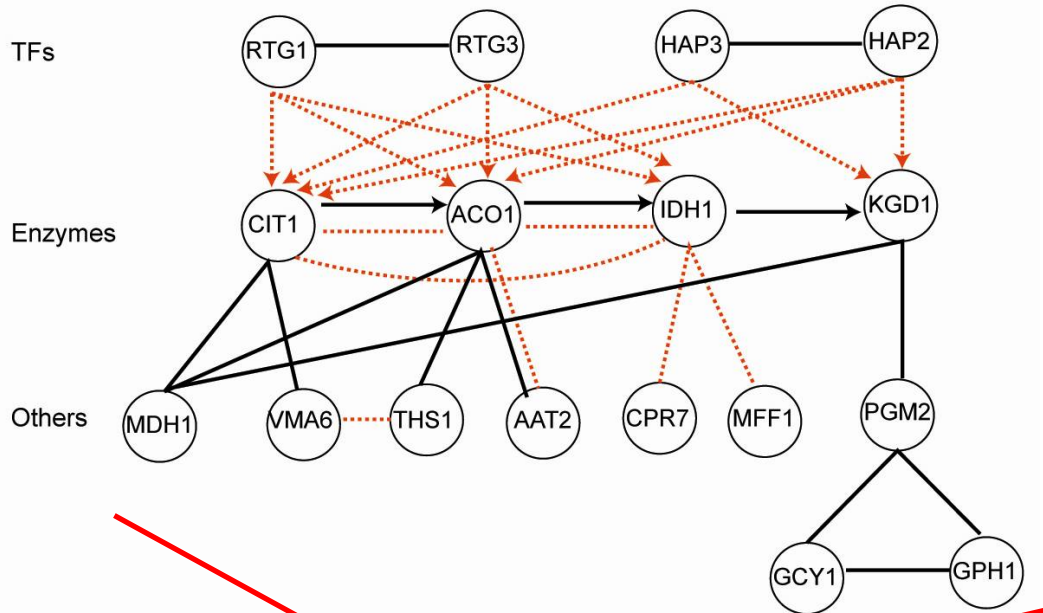 TFs
RTG1
RTG3
HAP3
HAP2
Enzymes
CIT1
ACO1
IDH1
KGD1
Others
MDH1
VMA6
THS1
AAT2
CPR7
MFF1
PGM2
GCY1
GPH1